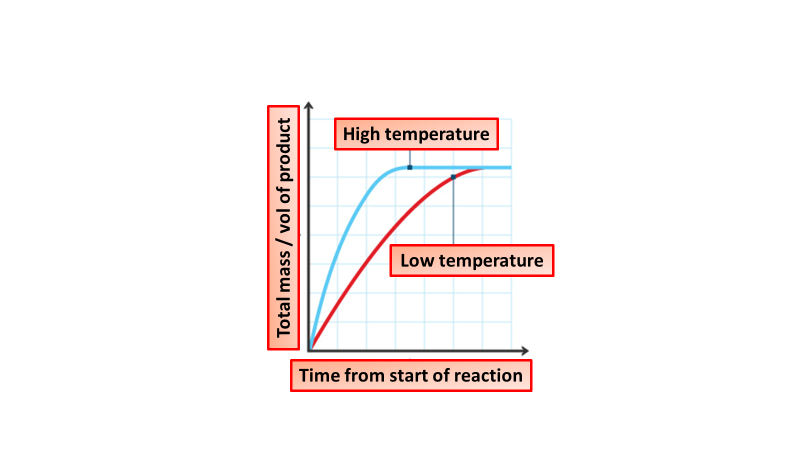 High temperature
Total mass / vol of product
Low temperature
Time from start of reaction